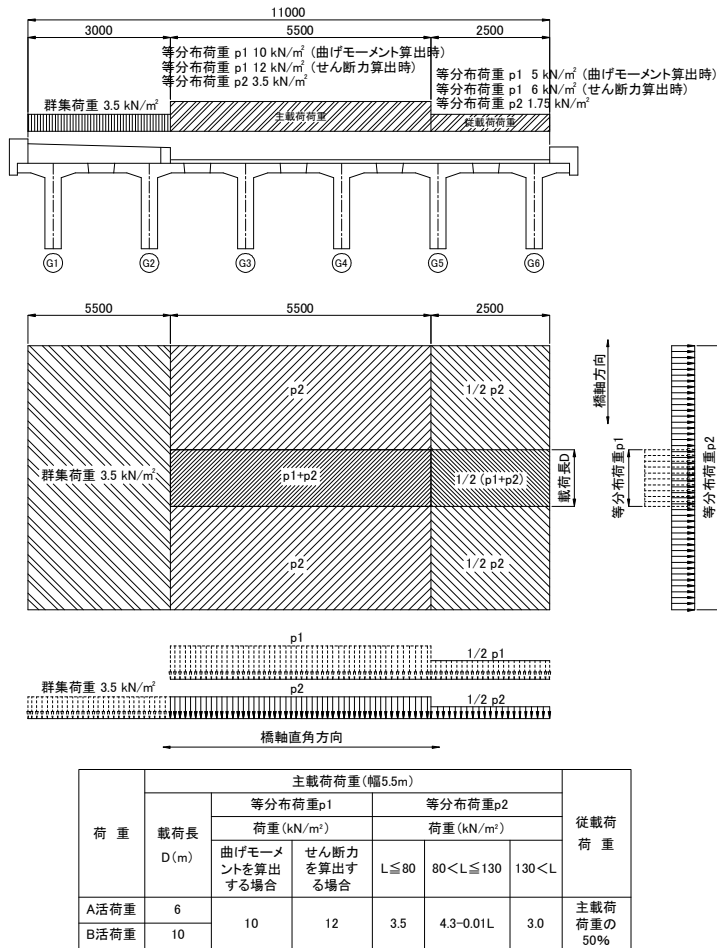 11000
3000
5500
2500
等分布荷重 p1 10 kN/㎡ (曲げモーメント算出時)
等分布荷重 p1 12 kN/㎡ (せん断力算出時)
等分布荷重 p2 3.5 kN/㎡
等分布荷重 p1 5 kN/㎡ (曲げモーメント算出時)
等分布荷重 p1 6 kN/㎡ (せん断力算出時)
等分布荷重 p2 1.75 kN/㎡
群集荷重 3.5 kN/㎡
主載荷荷重
従載荷荷重
G1
G2
G3
G4
G5
G6
5500
5500
2500
p2
1/2 p2
群集荷重 3.5 kN/㎡
p1+p2
1/2 (p1+p2)
p2
1/2 p2
橋軸方向
載荷長D
等分布荷重p1
等分布荷重p2
p1
1/2 p1
群集荷重 3.5 kN/㎡
p2
1/2 p2
橋軸直角方向
荷 重
主載荷荷重(幅5.5m)
従載荷
荷 重
載荷長
D(m)
等分布荷重p1
等分布荷重p2
荷重(kN/㎡)
荷重(kN/㎡)
曲げモーメ
ントを算出
する場合
せん断力
を算出す
る場合
L≦80
80<L≦130
130<L
A活荷重
6
10
12
3.5
4.3-0.01L
3.0
主載荷
荷重の
50%
B活荷重
10